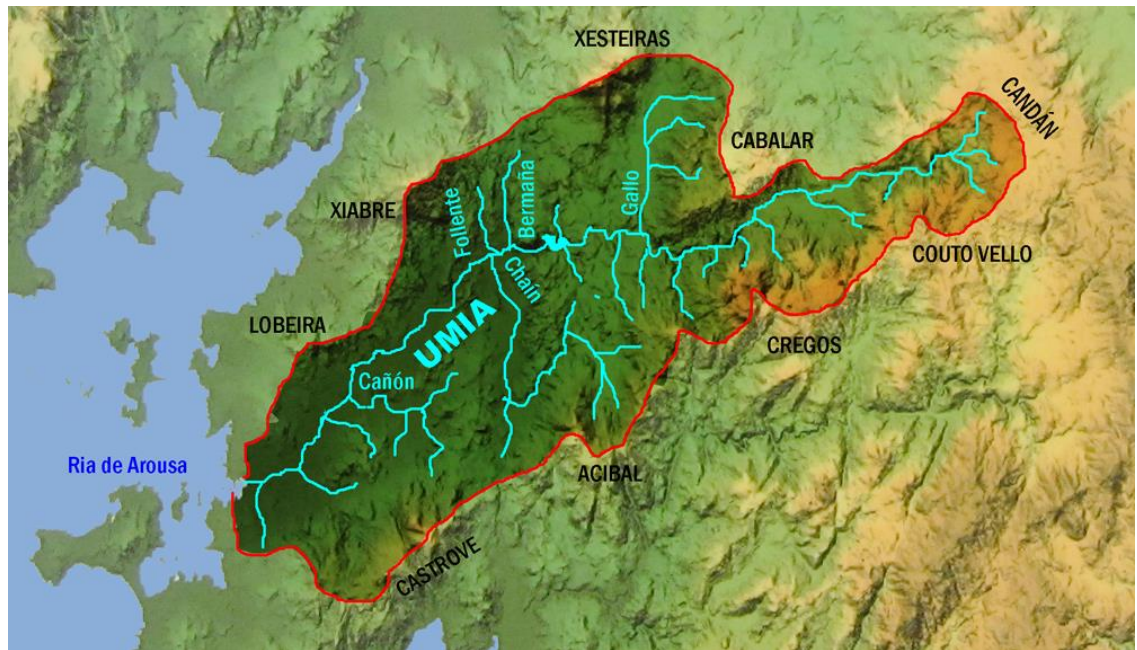 XESTEIRAS
CANDÁN
CABALAR
Gallo
Bermaña
Follente
XIABRE
COUTO VELLO
Chaín
LOBEIRA
UMIA
CREGOS
Cañón
Ria de Arousa
ACIBAL
CASTROVE